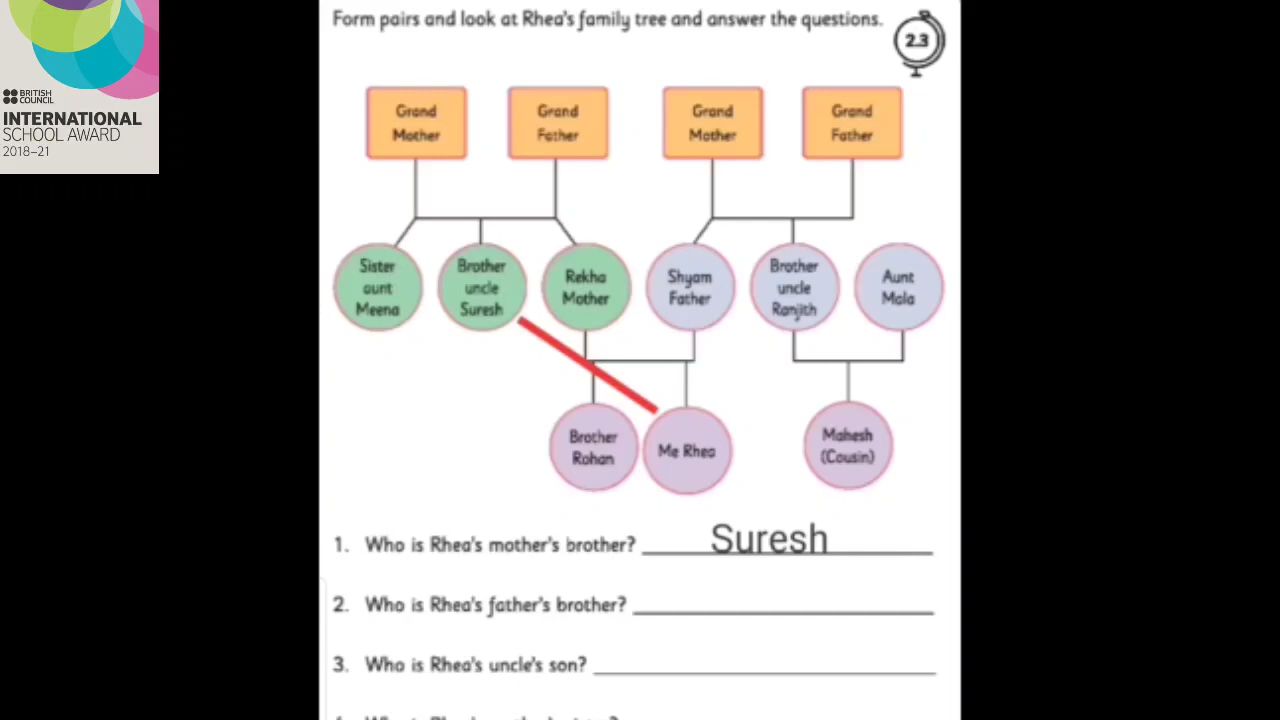 Form pairs and look at Rhea's family tree and answer the questions.
2.3
BRITISH
COUNCIL
INTERNATIONAL
SCHOOL AWARD
2018–21
Grand
Mother
Grand
Father
Grand
Mother
Grand
Father
Sister
aunt
Meena
Brother
uncle
Suresh
Rekha
Mother
Shyam
Father
Brother
uncle
Ranjith
Aunt
Mala
Brother
Rohan
Me Rhea
Mahesh
(Cousin)
1. Who is Rhea's mother's brother? Suresh
2. Who is Rhea's father's brother?
3. Who is Rhea's uncle's son?